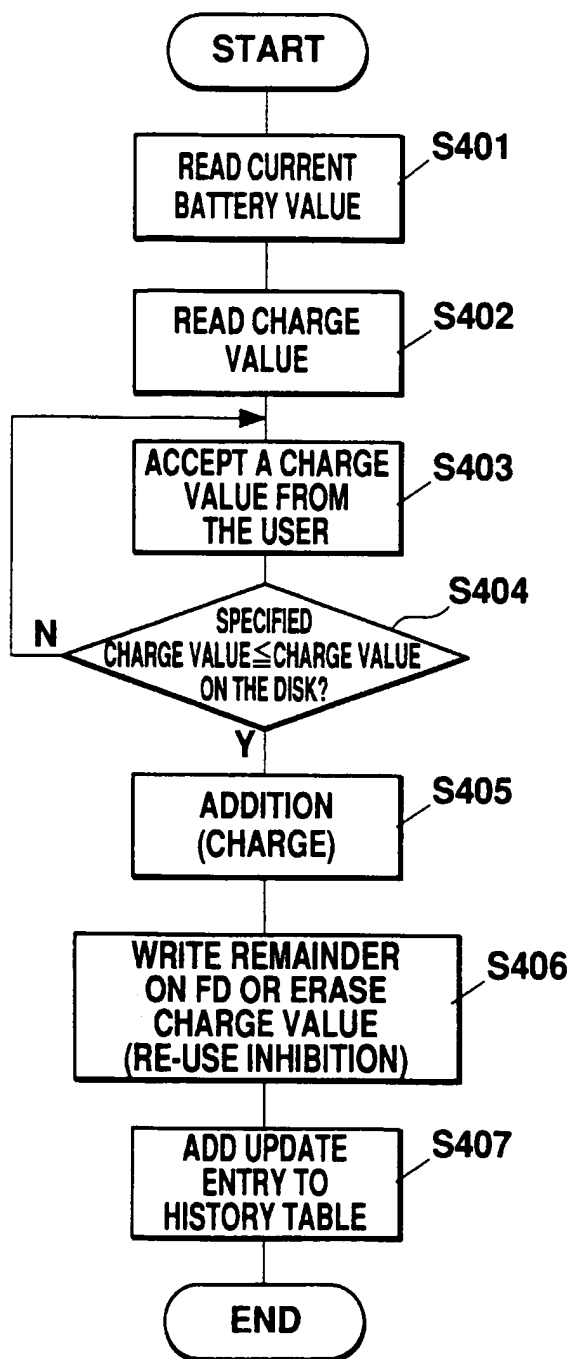 START
S401
READ CURRENT
BATTERY VALUE
S402
READ CHARGE
VALUE
S403
ACCEPT A CHARGE
VALUE FROM
THE USER
S404
SPECIFIED
N
CHARGE VALUE≦CHARGE VALUE
ON THE DISK?
Y
S405
ADDITION
(CHARGE)
S406
WRITE REMAINDER
ON FD OR ERASE
CHARGE VALUE
(RE-USE INHIBITION)
S407
ADD UPDATE
ENTRY TO
HISTORY TABLE
END